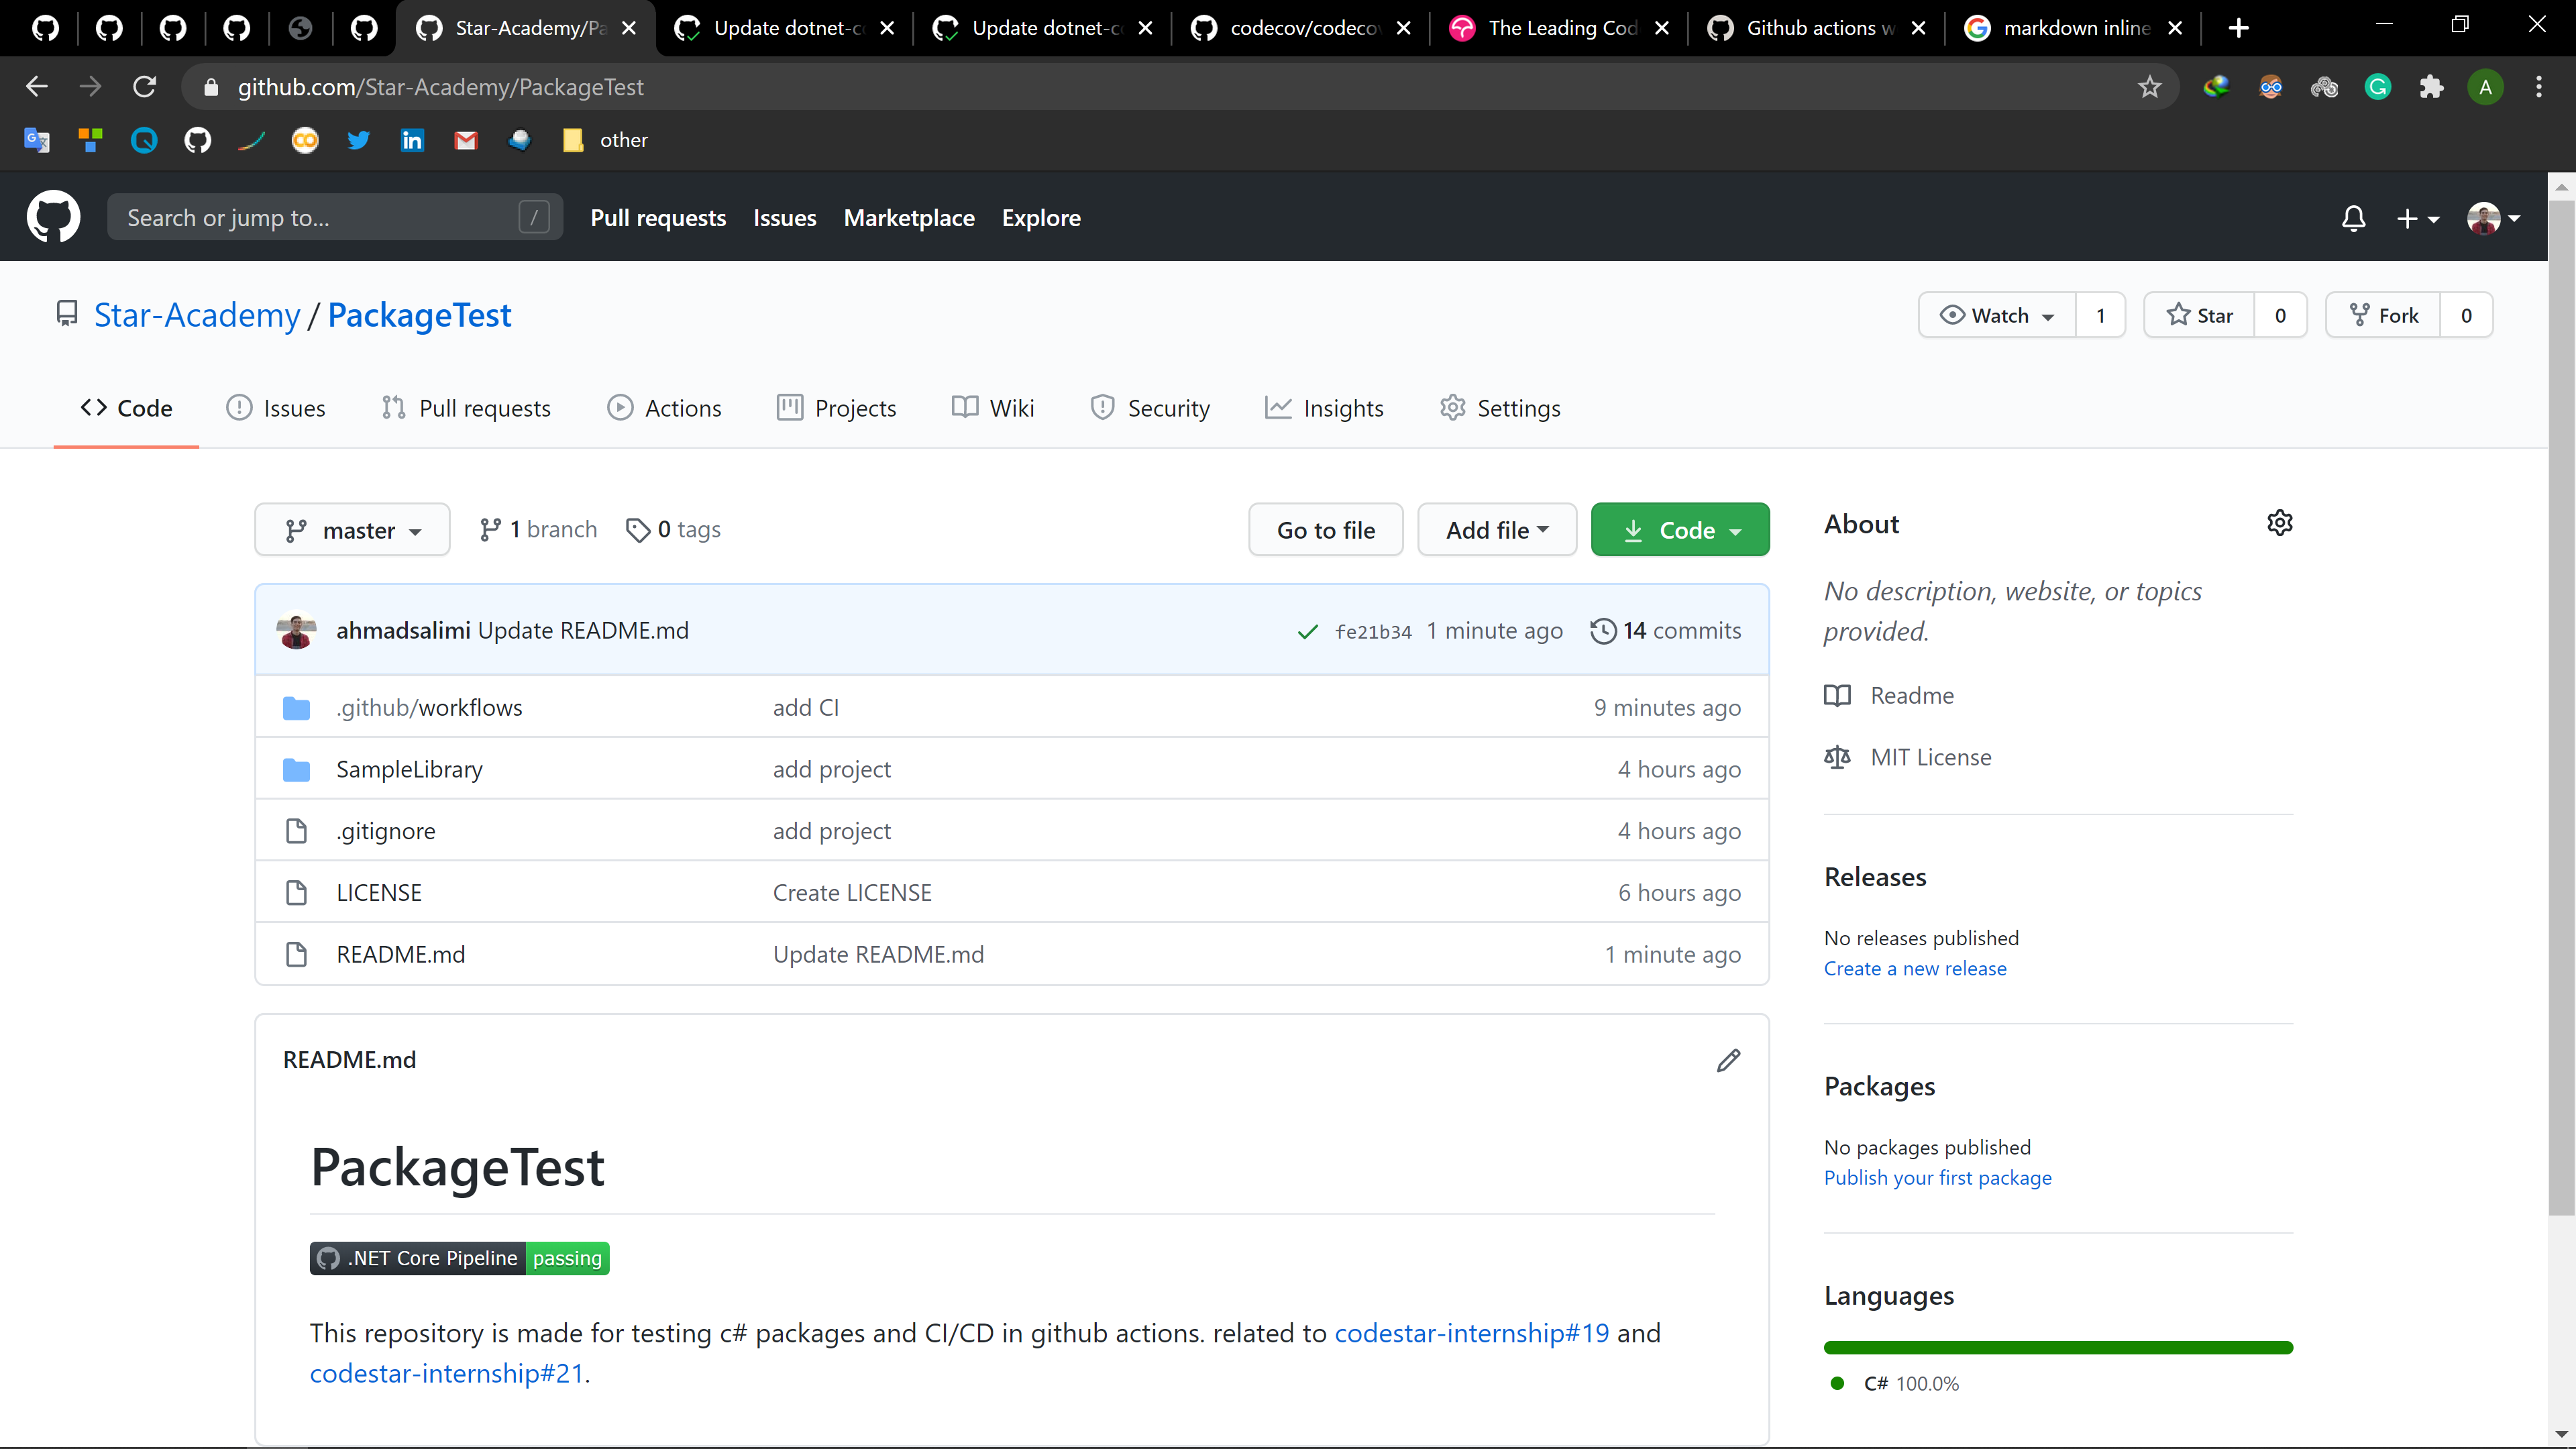 Star-Academy/Pa
Update dotnet-co
Update dotnet-co
codecov/codecov
The Leading Cod
Github actions w
markdown inline
github.com/Star-Academy/PackageTest
A
other
Search or jump to...
/
Pull requests
Issues
Marketplace
Explore
Star-Academy / PackageTest
Watch 1
Star 0
Fork 0
Code
Issues
Pull requests
Actions
Projects
Wiki
Security
Insights
Settings
master
1 branch
0 tags
Go to file
Add file
Code
ahmadsalimi Update README.md
fe21b34 1 minute ago
14 commits
.github/workflows add CI 9 minutes ago
SampleLibrary add project 4 hours ago
.gitignore add project 4 hours ago
LICENSE Create LICENSE 6 hours ago
README.md Update README.md 1 minute ago
README.md
PackageTest
.NET Core Pipeline passing
This repository is made for testing c# packages and CI/CD in github actions. related to codestar-internship#19 and
codestar-internship#21.
About
No description, website, or topics
provided.
Readme
MIT License
Releases
No releases published
Create a new release
Packages
No packages published
Publish your first package
Languages
C# 100.0%